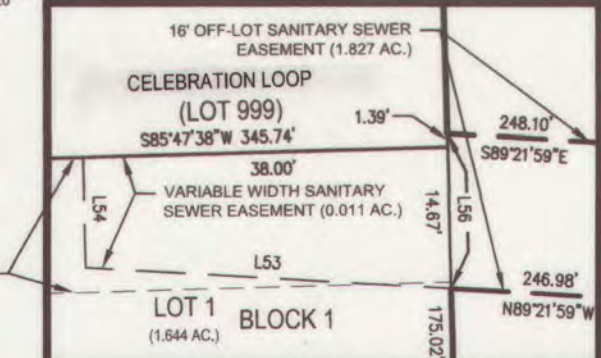 16' OFF-LOT SANITARY SEWER
EASEMENT (1.827 AC.)
CELEBRATION LOOP
(LOT 999)
S85°47'38"W 345.74'
1.39'
248.10'
S89°21'59"E
38.00'
VARIABLE WIDTH SANITARY
SEWER EASEMENT (0.011 AC.)
L54
14.67'
L56
L53
246.98'
N89°21'59"W
LOT 1
(1.644 AC.)
BLOCK 1
175.02'